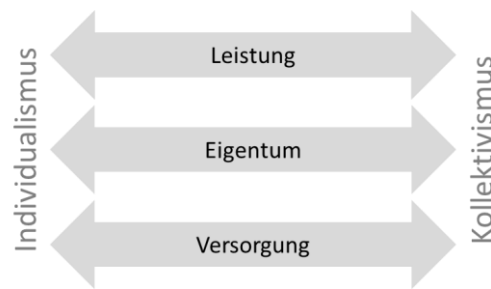 Individualismus
Leistung
Eigentum
Versorgung
Kollektivismus